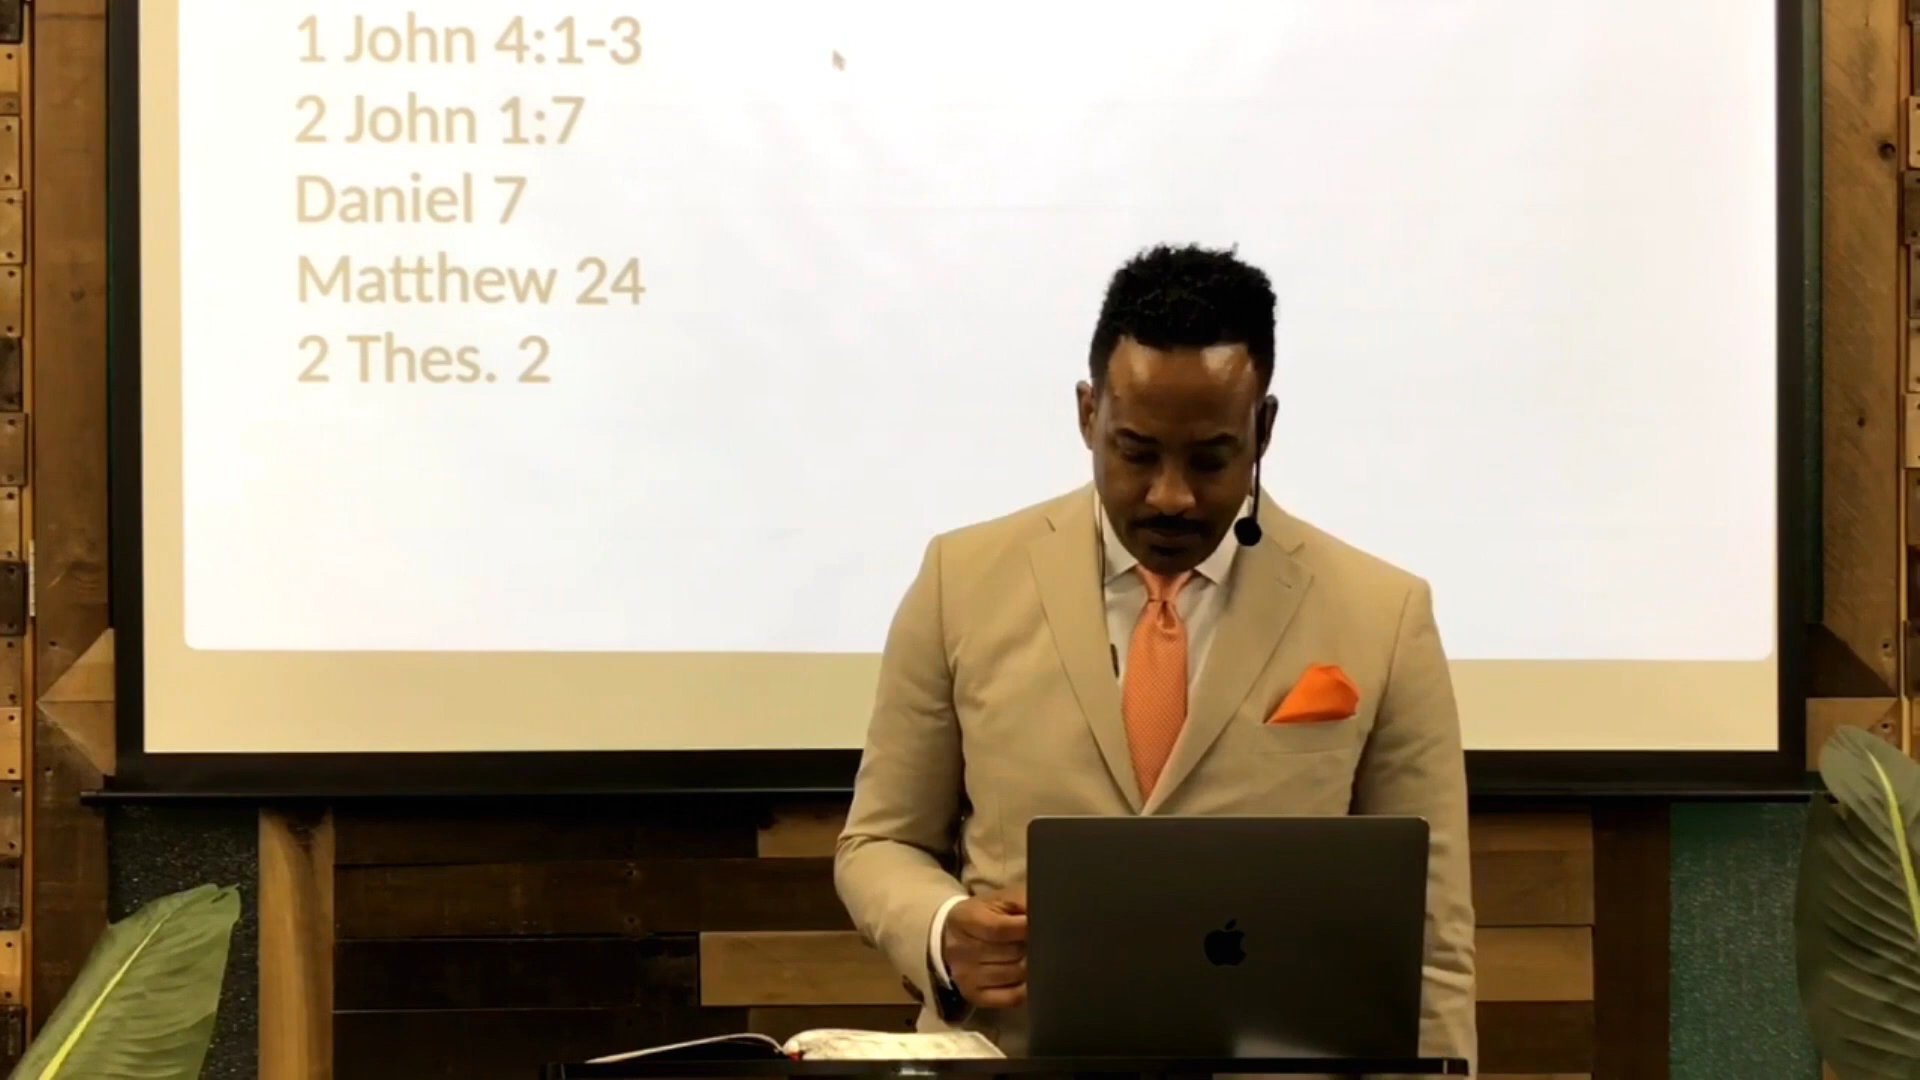 1 John 4:1-3
2 John 1:7
Daniel 7
Matthew 24
2 Thes. 2